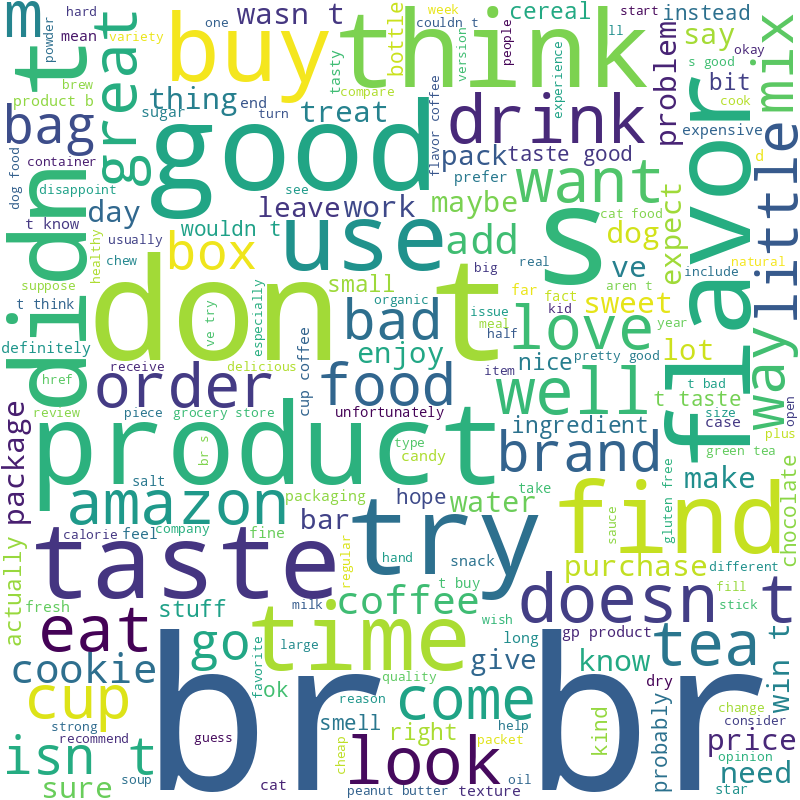 m
hard
mean
powder
one
variety
brew
wasn t
buy
think
couldn t
tasty
compare
bottle
week
version
people
start
ll
cereal
instead
okay
problem
say
s good
mix
product b
great
thing
sugar
end
turn
treat
good
flavor coffee
drink
experience
bit
cook
expensive
bag
container
dog food
disappoint
see
pack
taste good
prefer
want
d
flavor
little
didn t
t know
day
leave
work
maybe
expect
cat food
usually
healthy
chew
wouldn t
box
use
add
s
dog
aren t
include
way
suppose
t think
ve try
especially
small
big
real
ve
far
fact
natural
don t
organic
issue
sweet
definitely
bad
meal
kid
love
year
href
receive
delicious
enjoy
half
nice
pretty good
lot
order
cup coffee
food
item
well
t bad
open
review
piece
grocery store
unfortunately
ingredient
t taste
size
case
plus
package
product
br s
type
candy
brand
green tea
gluten free
make
chocolate
salt
packaging
hope
water
take
amazon
bar
find
sauce
actually
calorie
feel
company
fine
taste
regular
hand
try
snack
purchase
different
fresh
stuff
milk
t buy
coffee
doesn t
fill
stick
eat
go
time
wish
gp product
tea
win t
cookie
favorite
ok
large
long
give
know
dry
cup
quality
reason
come
kind
probably
change
consider
strong
recommend
br br
guess
smell
right
help
packet
price
isn t
cheap
look
opinion
need
sure
soup
cat
peanut butter
texture
oil
star